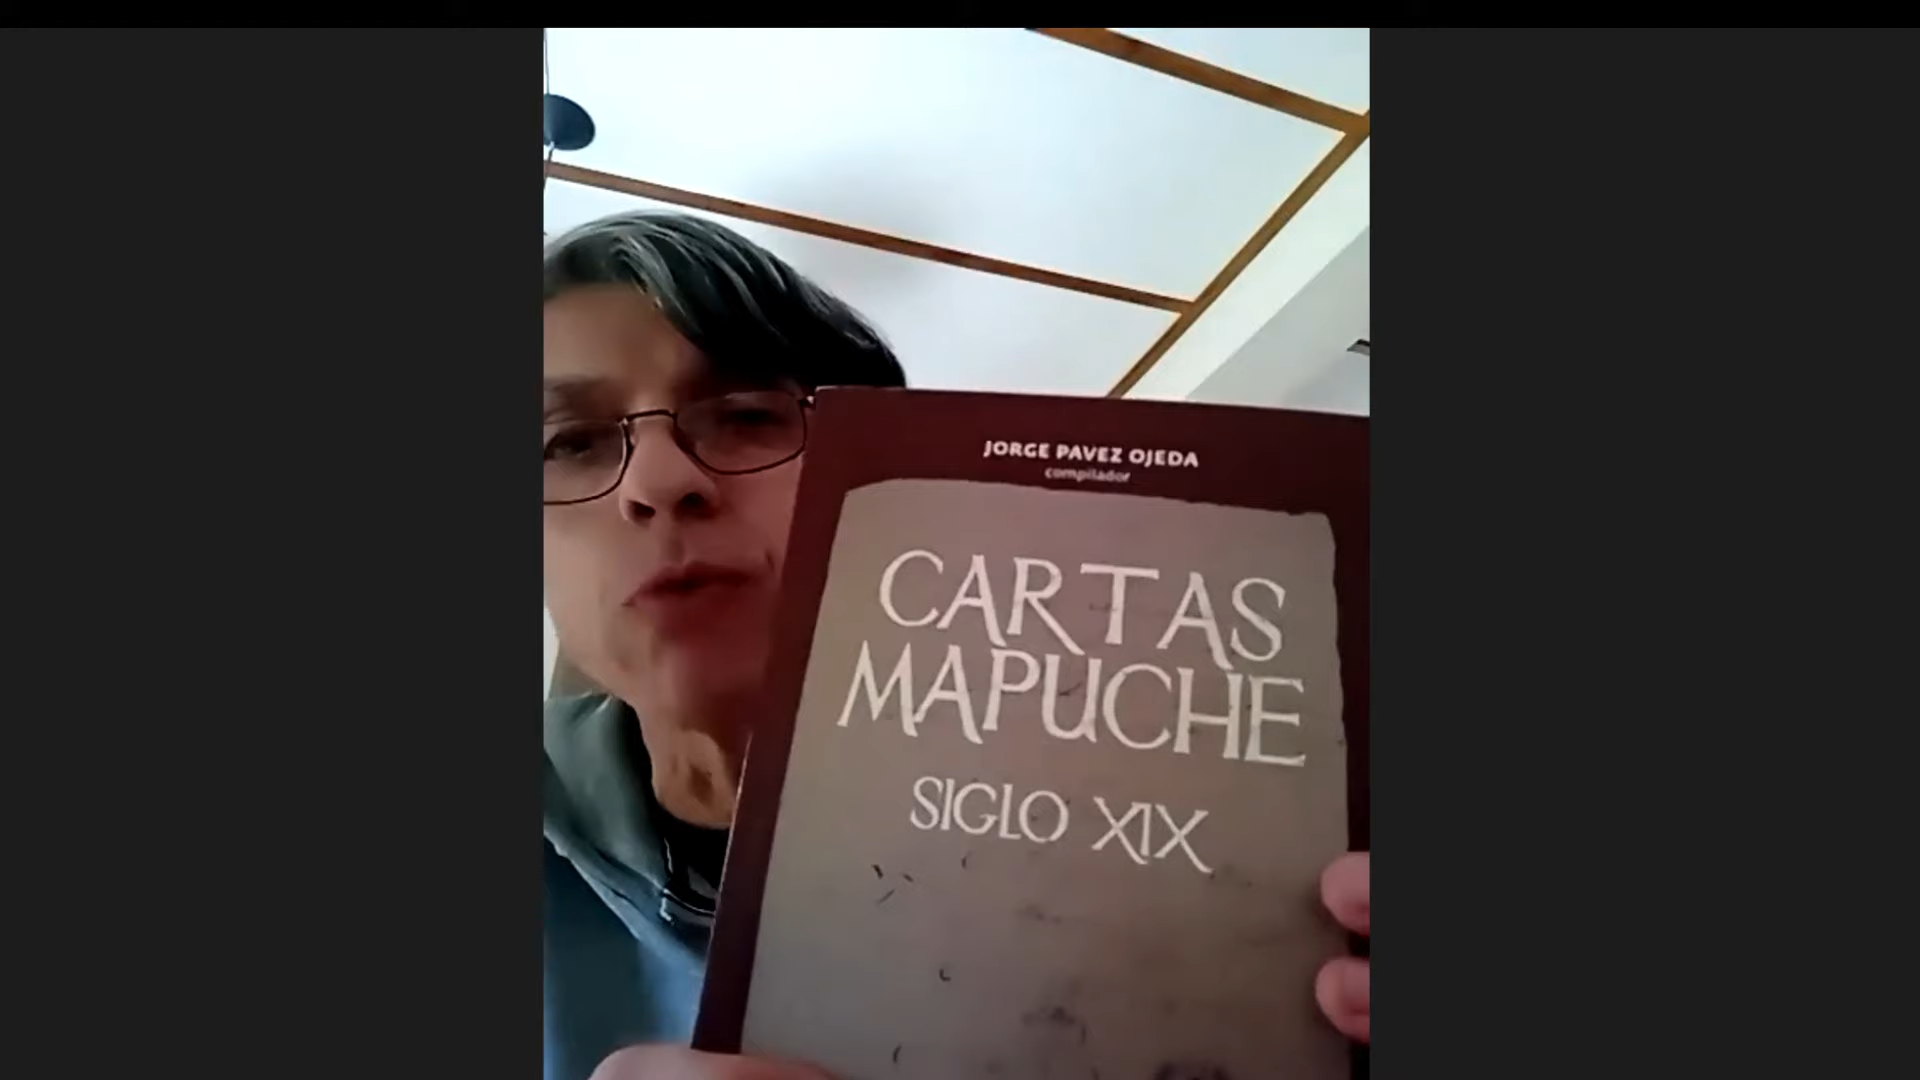 JORGE PAVEZ OJEDA
compilador
CARTAS
MAPUCHE
SIGLO XIX